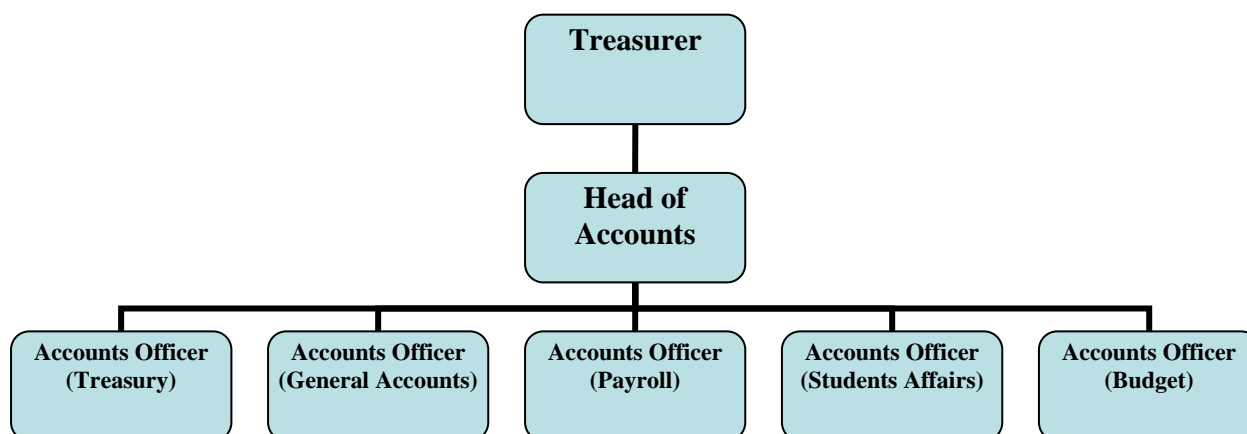 Treasurer
Head of
Accounts
Accounts Officer
(Treasury)
Accounts Officer
(General Accounts)
Accounts Officer
(Payroll)
Accounts Officer
(Students Affairs)
Accounts Officer
(Budget)